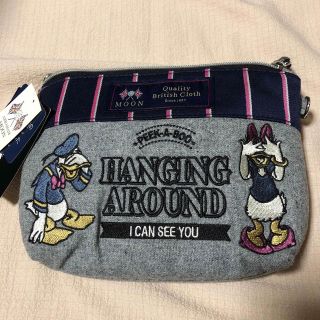 MOON
Quality
British Cloth
Since 1837
PEEK-A-BOO
HANGING
AROUND
I CAN SEE YOU